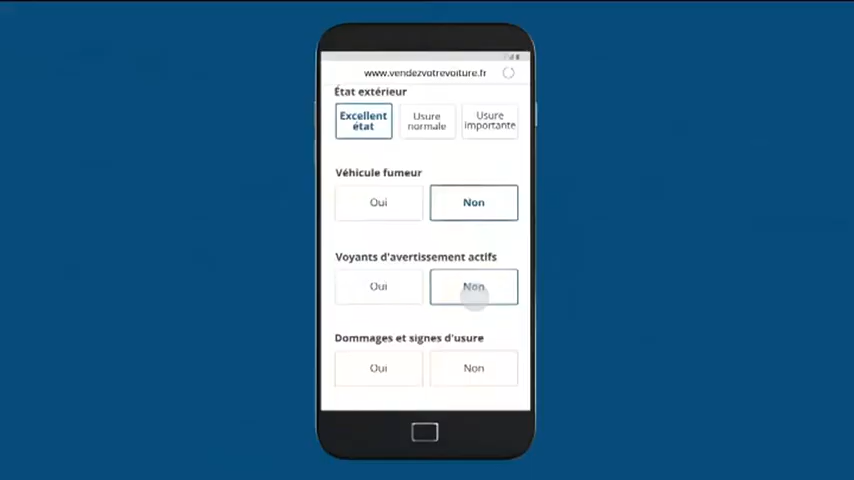 www.vendezvotrevoiture.fr
État extérieur
Excellent état
Usure normale
Usure importante
Véhicule fumeur
Oui
Non
Voyants d'avertissement actifs
Oui
Non
Dommages et signes d'usure
Oui
Non